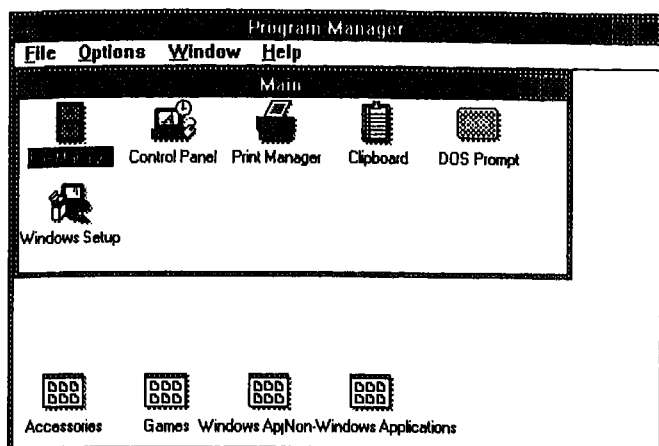 Program Manager
File Options Window Help
Main
Control Panel Print Manager Clipboard DOS Prompt
Windows Setup
Accessories Games Windows Ap Non-Windows Applications